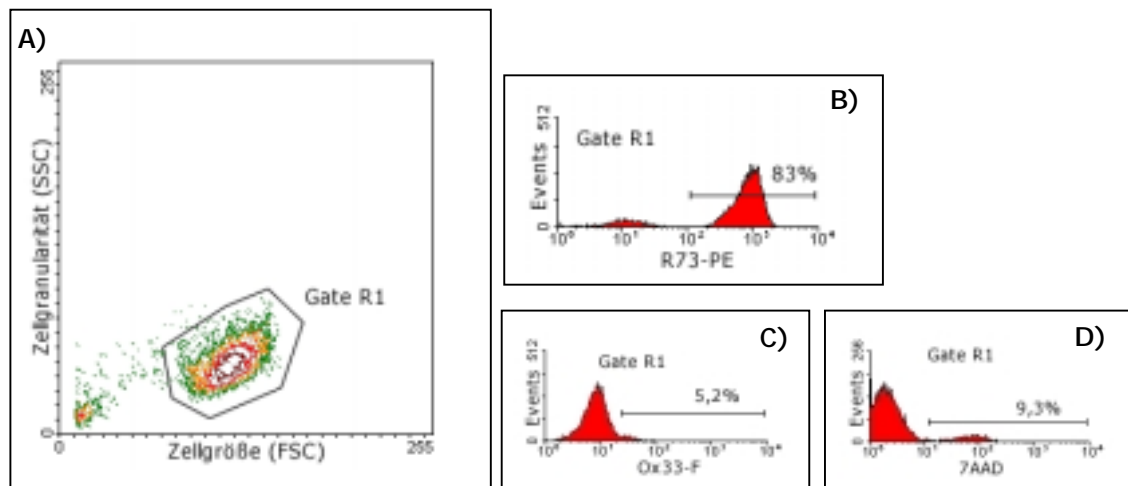 A)
255
Zellgranularität (SSC)
Gate R1
0
0
Zellgröße (FSC)
255
B)
512
Gate R1
Events
83%
0
10⁰ 10¹ 10² 10³ 10⁴
R73-PE
C)
512
Gate R1
Events
5,2%
0
10⁰ 10¹ 10² 10³ 10⁴
Ox33-F
D)
256
Gate R1
Events
9,3%
0
10⁰ 10¹ 10² 10³ 10⁴
7AAD